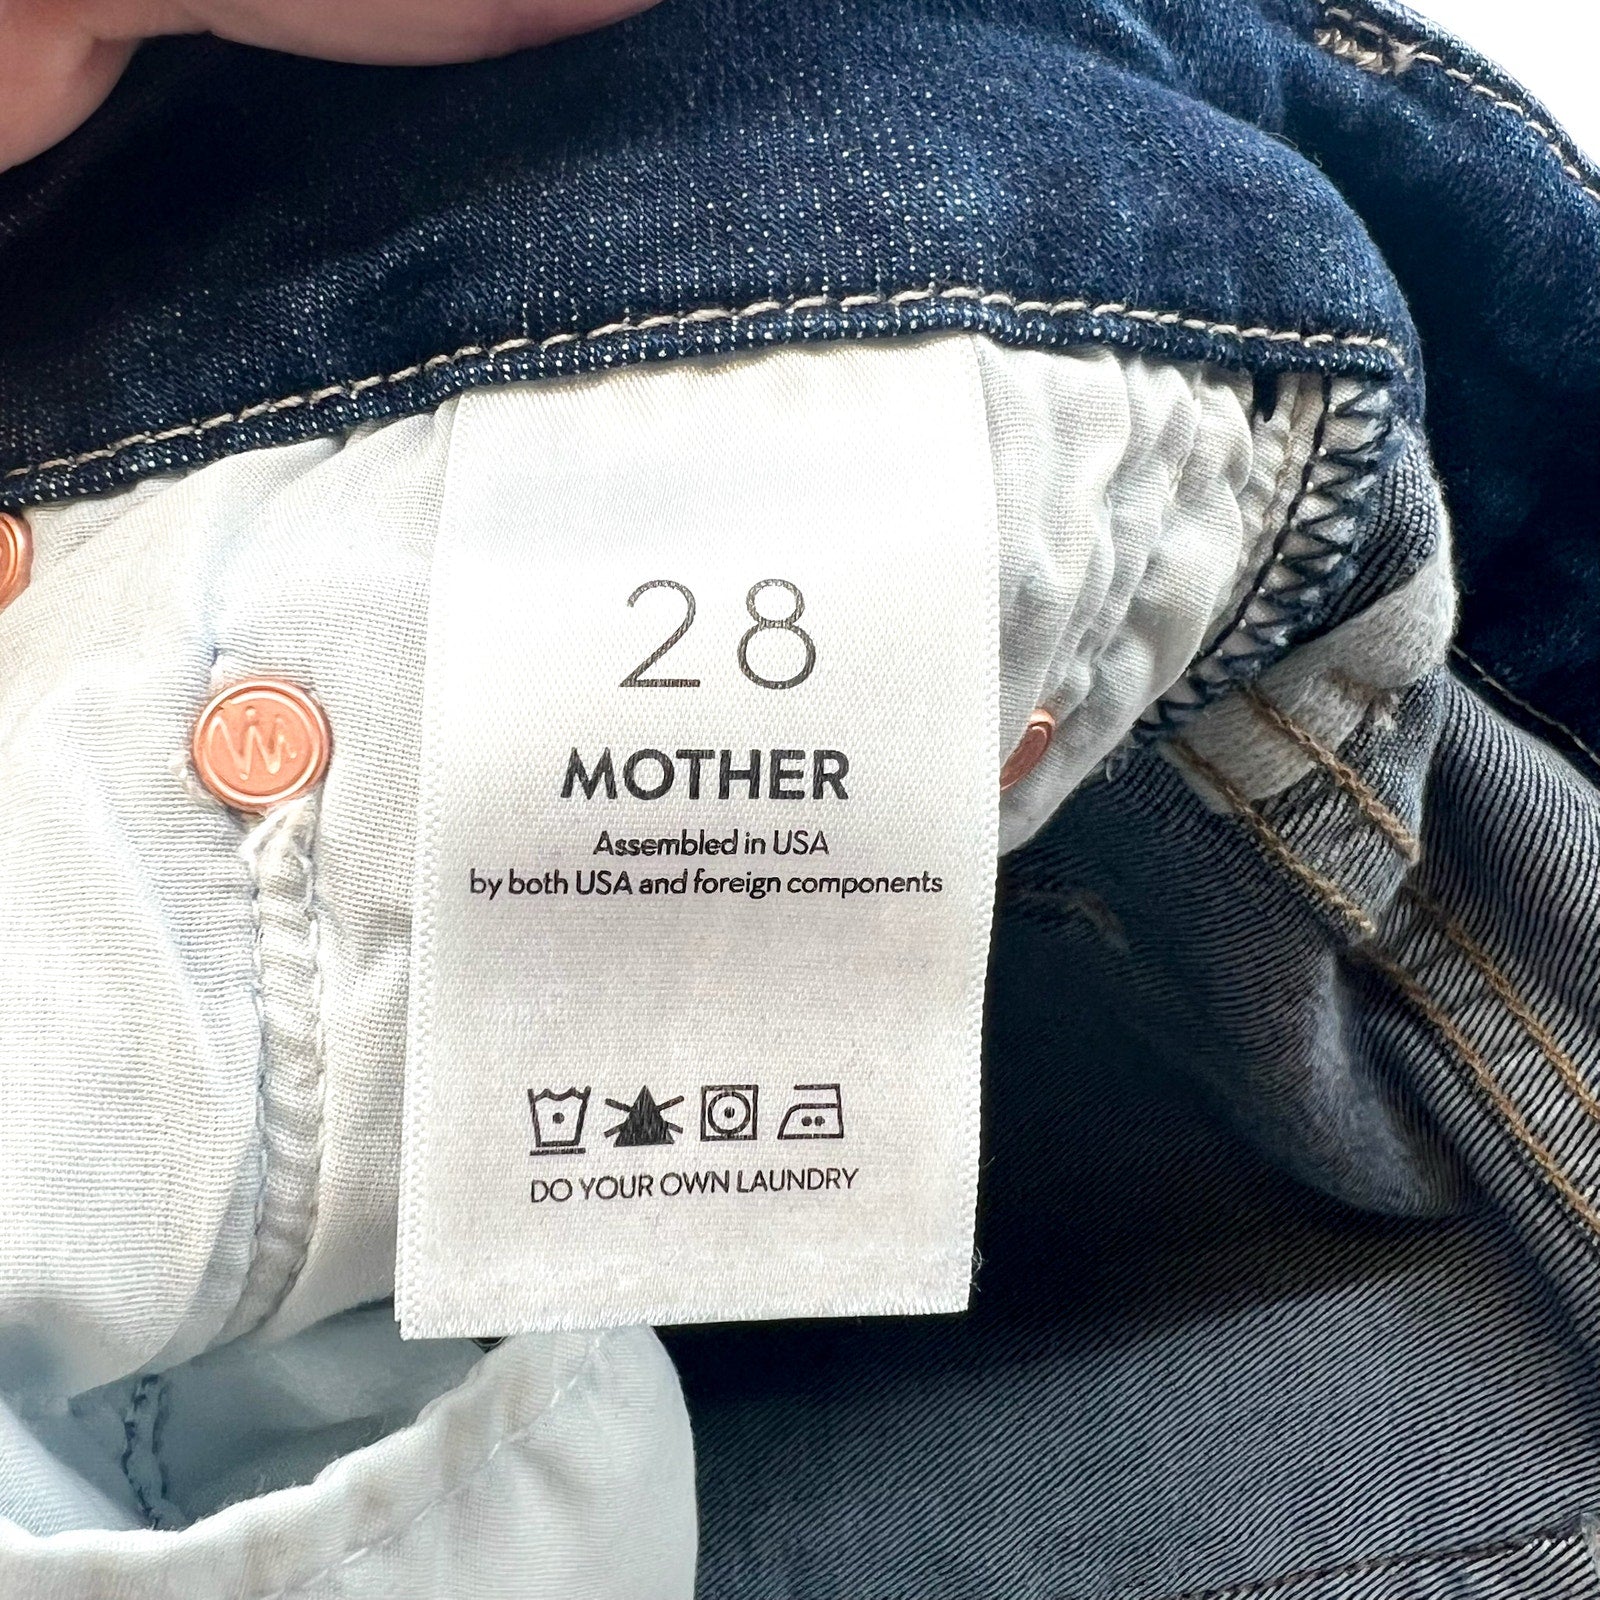 28
MOTHER
Assembled in USA
by both USA and foreign components
DO YOUR OWN LAUNDRY